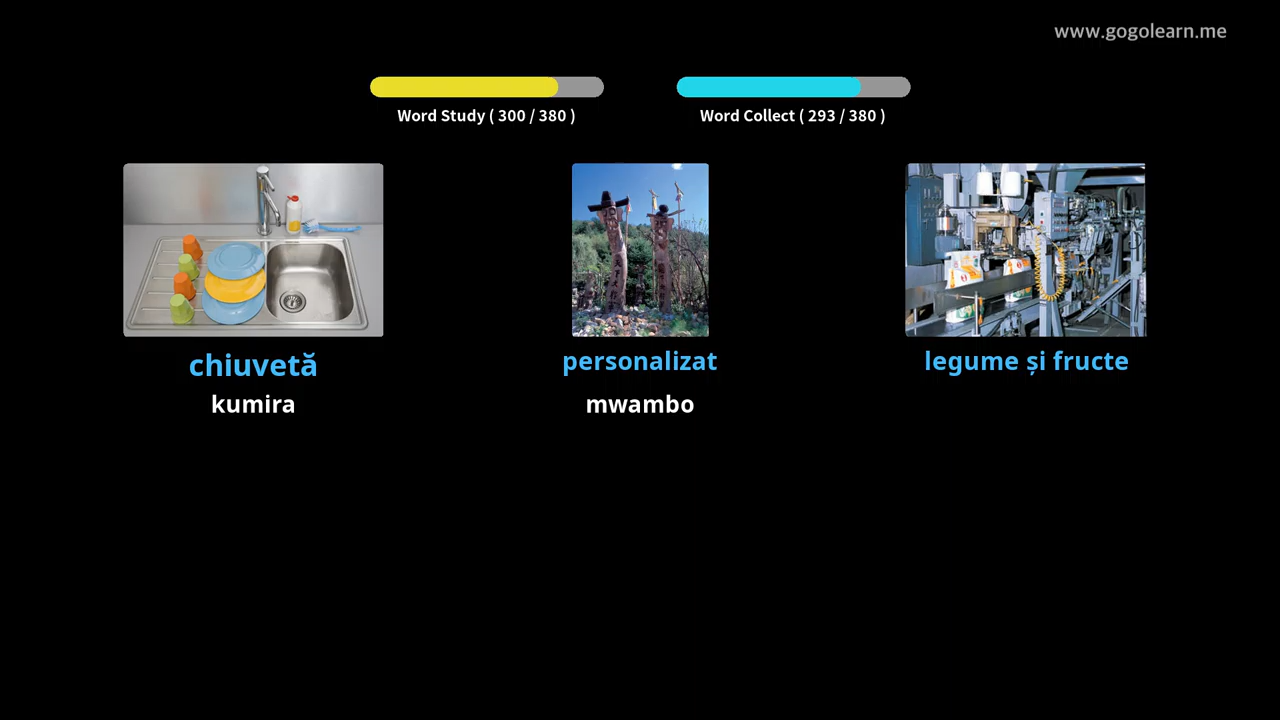 www.gogolearn.me
Word Study ( 300 / 380 )
Word Collect ( 293 / 380 )
chiuvetă
personalizat
legume și fructe
kumira
mwambo